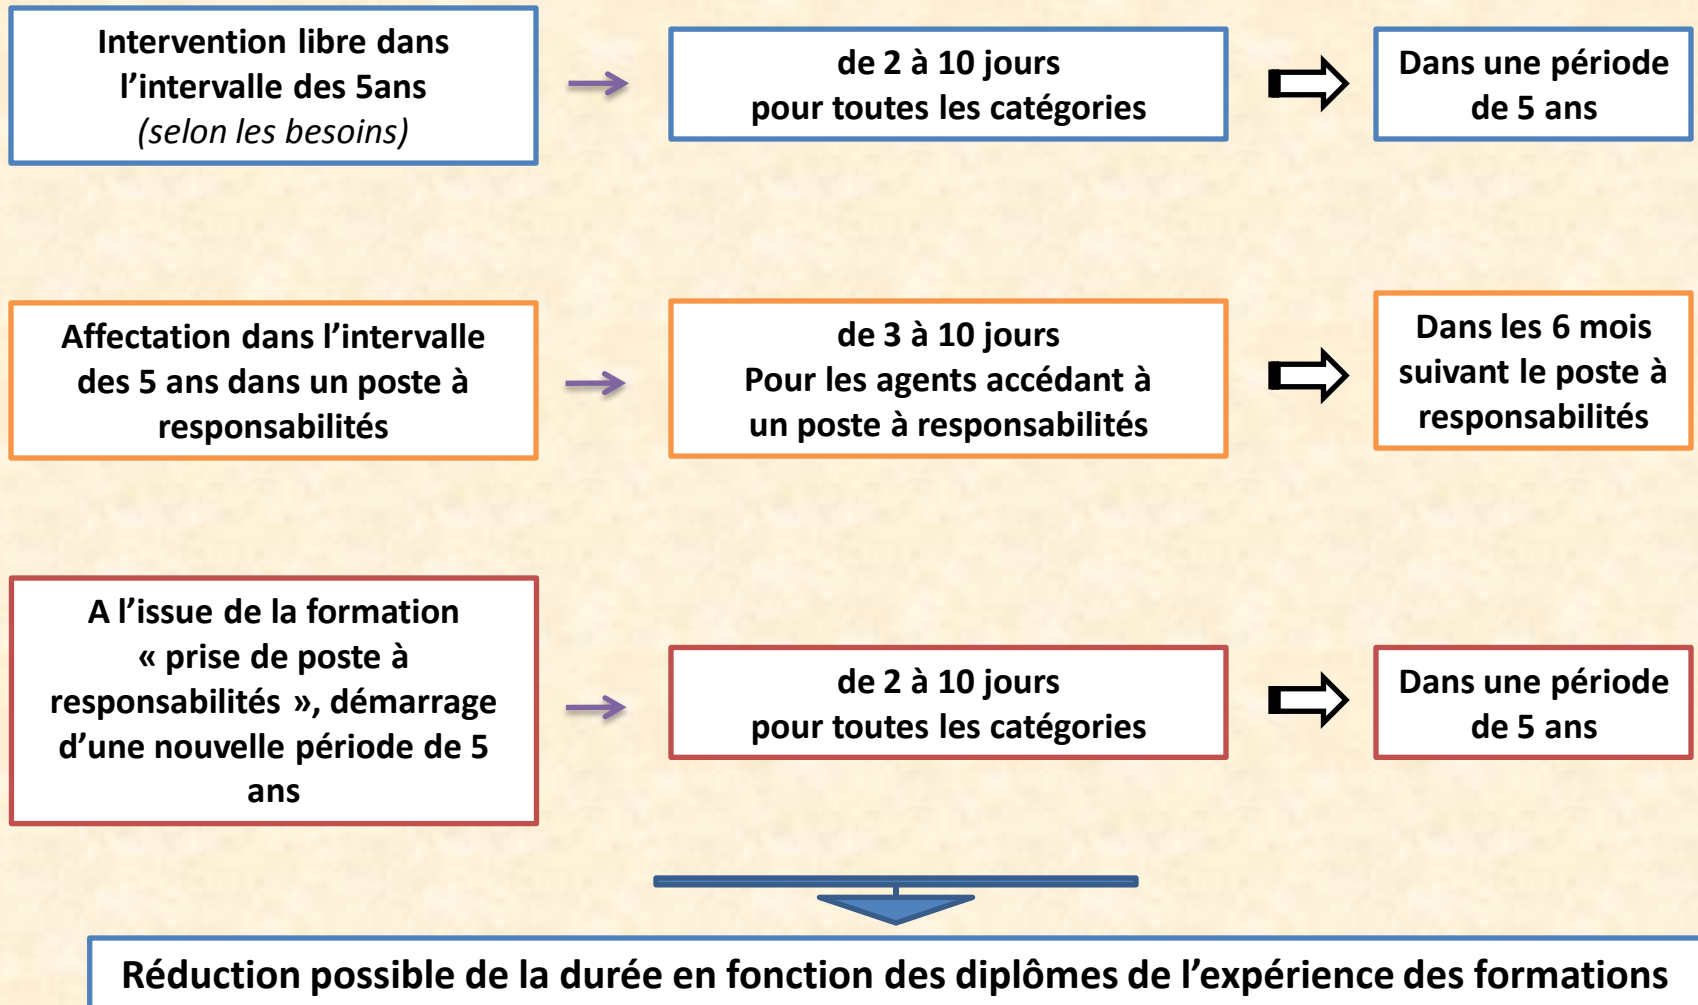 Intervention libre dans
l’intervalle des 5ans
(selon les besoins)
de 2 à 10 jours
pour toutes les catégories
Dans une période
de 5 ans
Affectation dans l’intervalle
des 5 ans dans un poste à
responsabilités
de 3 à 10 jours
Pour les agents accédant à
un poste à responsabilités
Dans les 6 mois
suivant le poste à
responsabilités
A l’issue de la formation
« prise de poste à
responsabilités », démarrage
d’une nouvelle période de 5
ans
de 2 à 10 jours
pour toutes les catégories
Dans une période
de 5 ans
Réduction possible de la durée en fonction des diplômes de l’expérience des formations